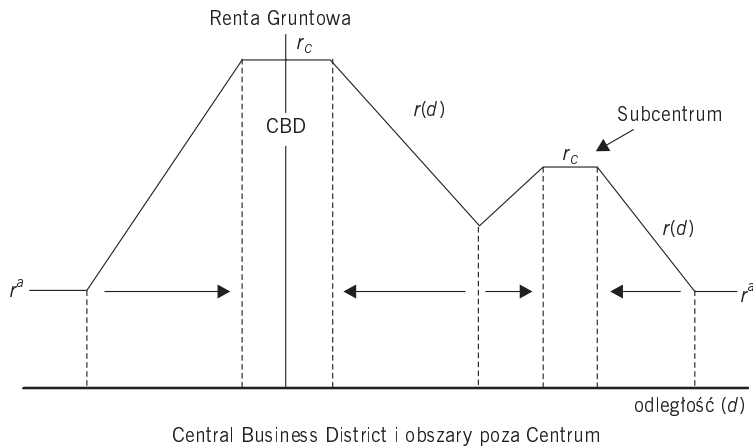 Renta Gruntowa
r_C
CBD
r(d)
Subcentrum
r_C
r(d)
r^a
r^a
odległość (d)
Central Business District i obszary poza Centrum